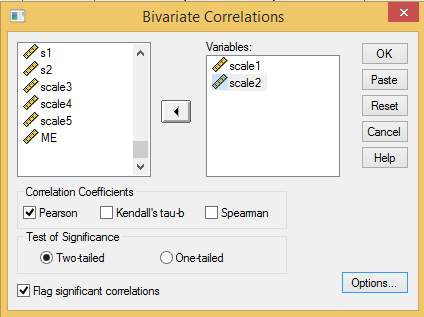 Bivariate Correlations
s1
s2
scale3
scale4
scale5
ME
Variables:
scale1
scale2
OK
Paste
Reset
Cancel
Help
Correlation Coefficients
Pearson Kendall's tau-b Spearman
Test of Significance
Two-tailed One-tailed
Flag significant correlations
Options...